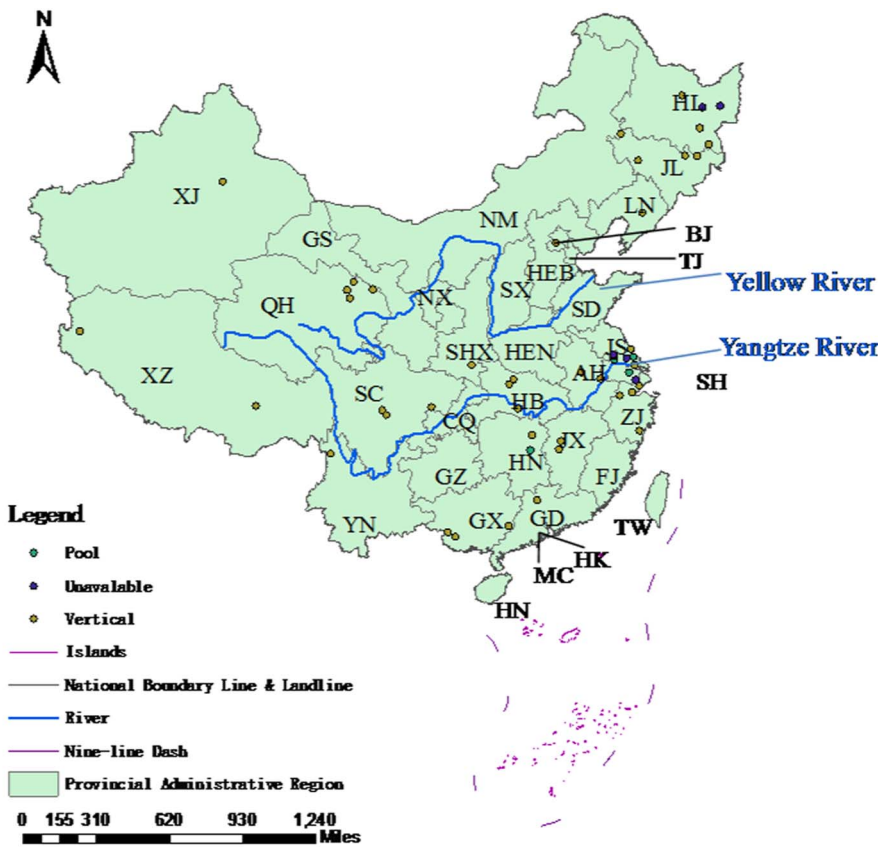 N
HL
JL
XJ
LN
NM
BJ
GS
TJ
HEB
SX
Yellow River
QH
NX
SD
JS
SHX
HEN
Yangtze River
XZ
AH
SH
SC
HB
CQ
ZJ
JX
HN
GZ
FJ
Legend
YN
GX
GD
TW
Pool
HK
MC
Unavalable
HN
Vertical
Islands
National Boundary Line & Landline
River
Nine-line Dash
Provincial Administrative Region
0 155 310 620 930 1,240
Miles